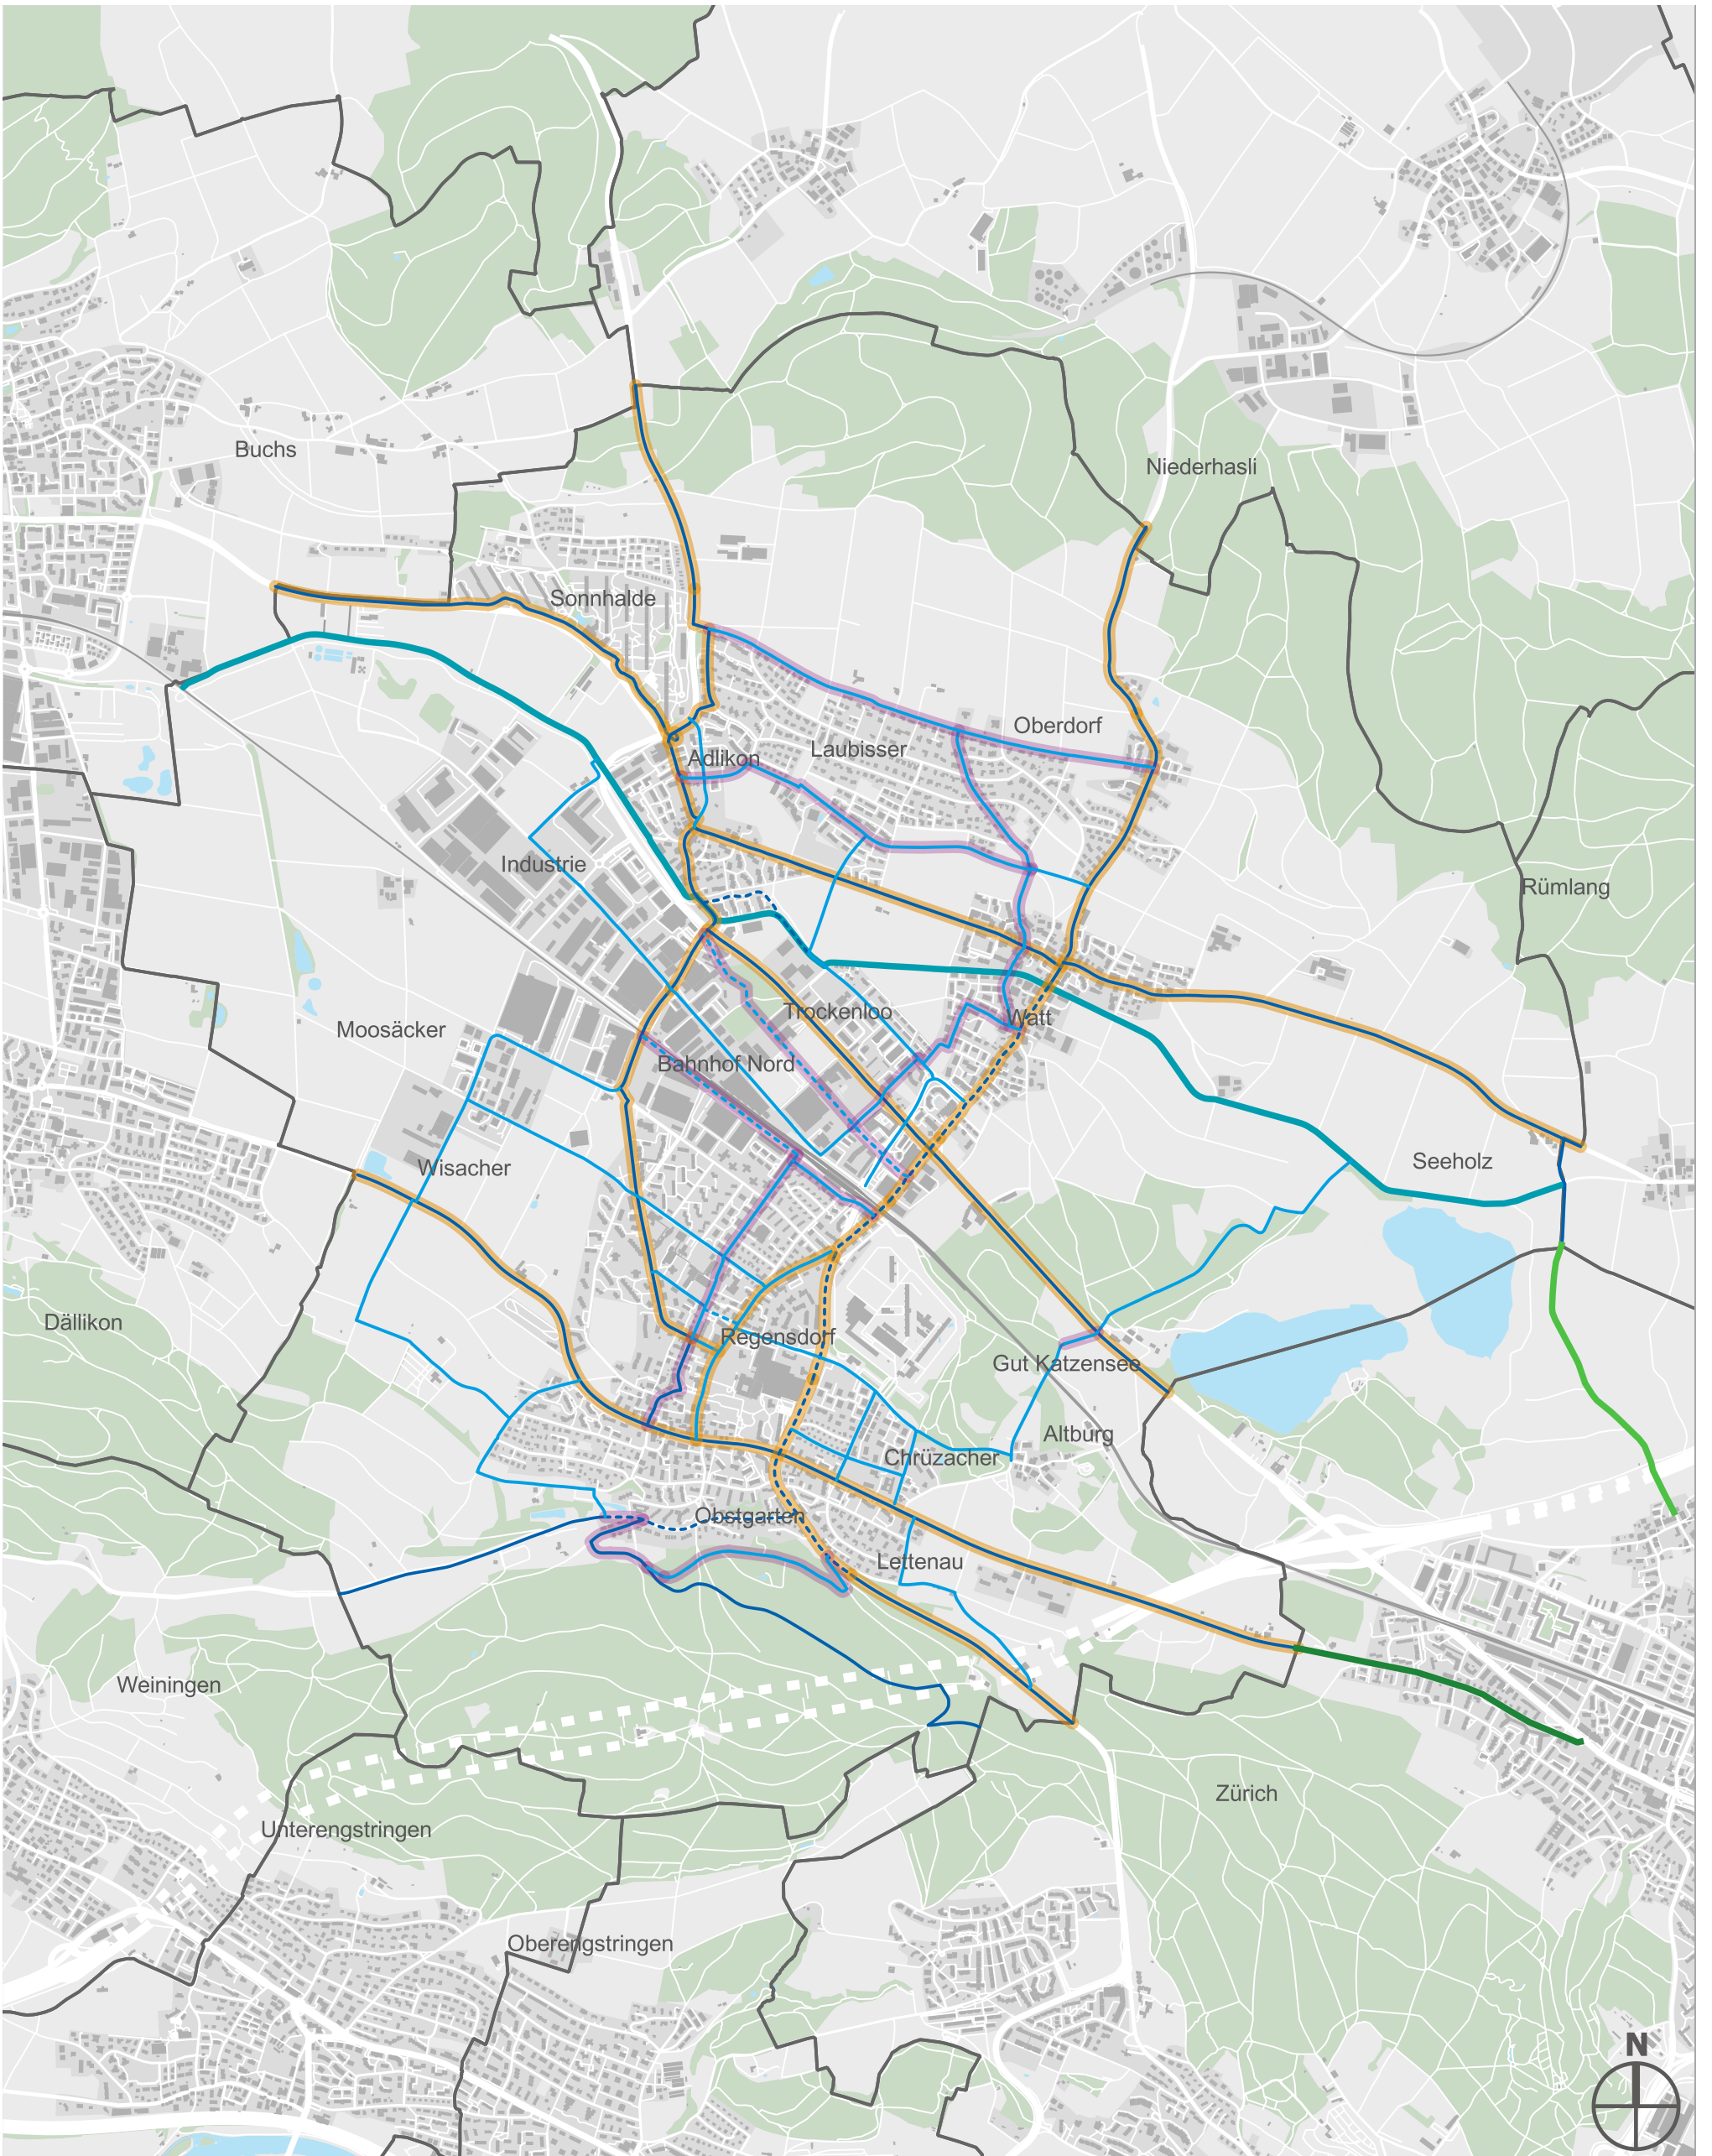 Buchs
Niederhasli
Sonnhalde
Oberdorf
Laubisser
Adlikon
Industrie
Rümlang
Trockenloo
Watt
Moosäcker
Bahnhof Nord
Seeholz
Wisacher
Dällikon
Regensdorf
Gut Katzensee
Altburg
Chrüzacher
Obstgarten
Lettenau
Weiningen
Zürich
Unterengstringen
Oberengstringen
N